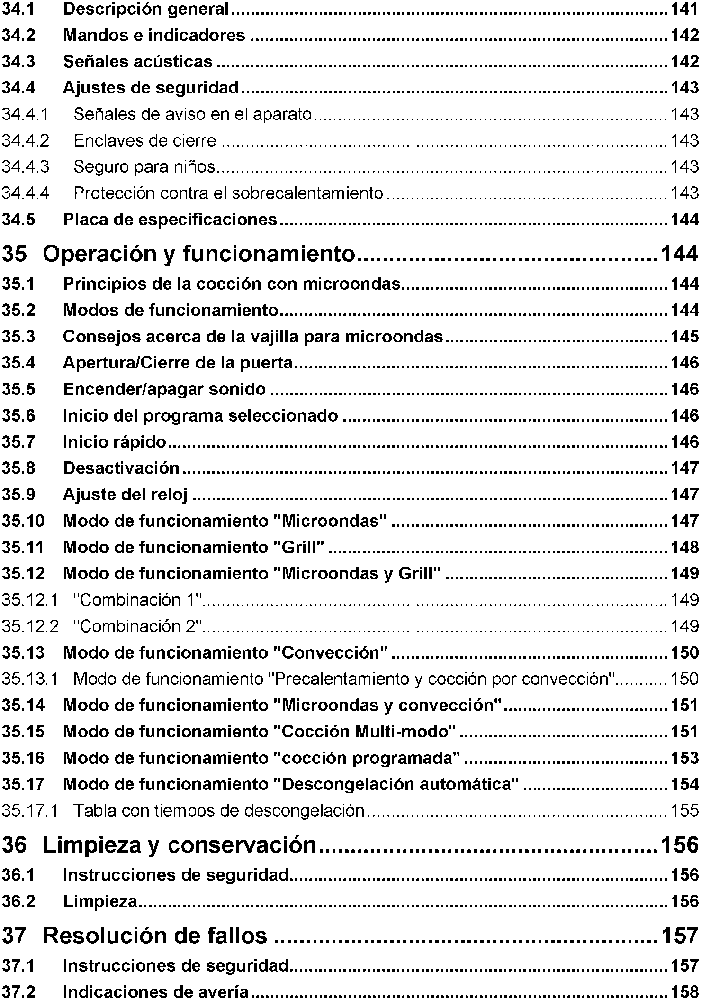 34.1 Descripción general 141
34.2 Mandos e indicadores 142
34.3 Señales acústicas 142
34.4 Ajustes de seguridad 143
34.4.1 Señales de aviso en el aparato 143
34.4.2 Enclaves de cierre 143
34.4.3 Seguro para niños 143
34.4.4 Protección contra el sobrecalentamiento 143
34.5 Placa de especificaciones 144
35 Operación y funcionamiento 144
35.1 Principios de la cocción con microondas 144
35.2 Modos de funcionamiento 144
35.3 Consejos acerca de la vajilla para microondas 145
35.4 Apertura/Cierre de la puerta 146
35.5 Encender/apagar sonido 146
35.6 Inicio del programa seleccionado 146
35.7 Inicio rápido 146
35.8 Desactivación 147
35.9 Ajuste del reloj 147
35.10 Modo de funcionamiento "Microondas" 147
35.11 Modo de funcionamiento "Grill" 148
35.12 Modo de funcionamiento "Microondas y Grill" 149
35.12.1 "Combinación 1" 149
35.12.2 "Combinación 2" 149
35.13 Modo de funcionamiento "Convección" 150
35.13.1 Modo de funcionamiento "Precalentamiento y cocción por convección" 150
35.14 Modo de funcionamiento "Microondas y convección" 151
35.15 Modo de funcionamiento "Cocción Multi-modo" 151
35.16 Modo de funcionamiento "cocción programada" 153
35.17 Modo de funcionamiento "Descongelación automática" 154
35.17.1 Tabla con tiempos de descongelación 155
36 Limpieza y conservación 156
36.1 Instrucciones de seguridad 156
36.2 Limpieza 156
37 Resolución de fallos 157
37.1 Instrucciones de seguridad 157
37.2 Indicaciones de avería 158